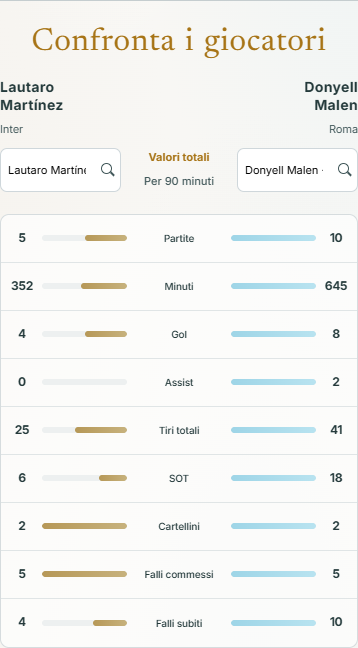 Confronta i giocatori
Lautaro Donyell
Martínez Malen
Inter Roma
Valori totali
Lautaro Martíne Donyell Malen ·
Per 90 minuti
5 Partite 10
352 Minuti 645
4 Gol 8
0 Assist 2
25 Tiri totali 41
6 SOT 18
2 Cartellini 2
5 Falli commessi 5
4 Falli subiti 10